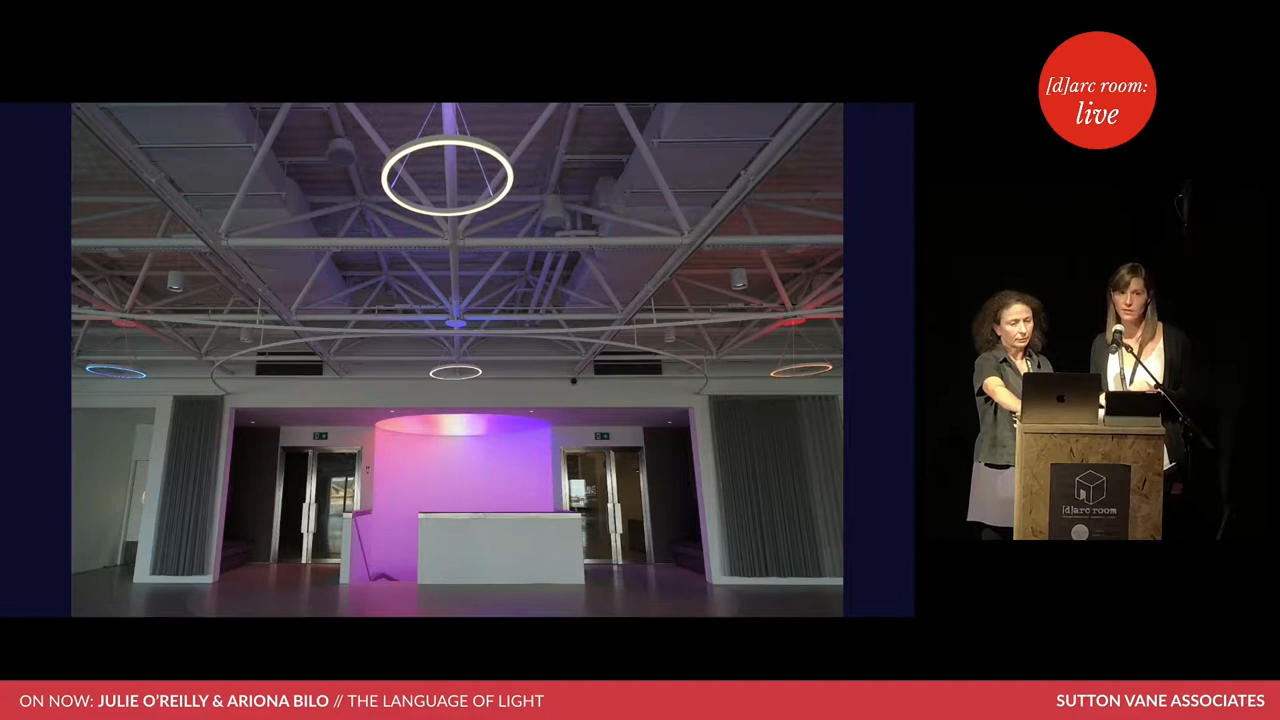 [d]arc room:
live
[d]arc room
ON NOW: JULIE O'REILLY & ARIONA BILO // THE LANGUAGE OF LIGHT
SUTTON VANE ASSOCIATES